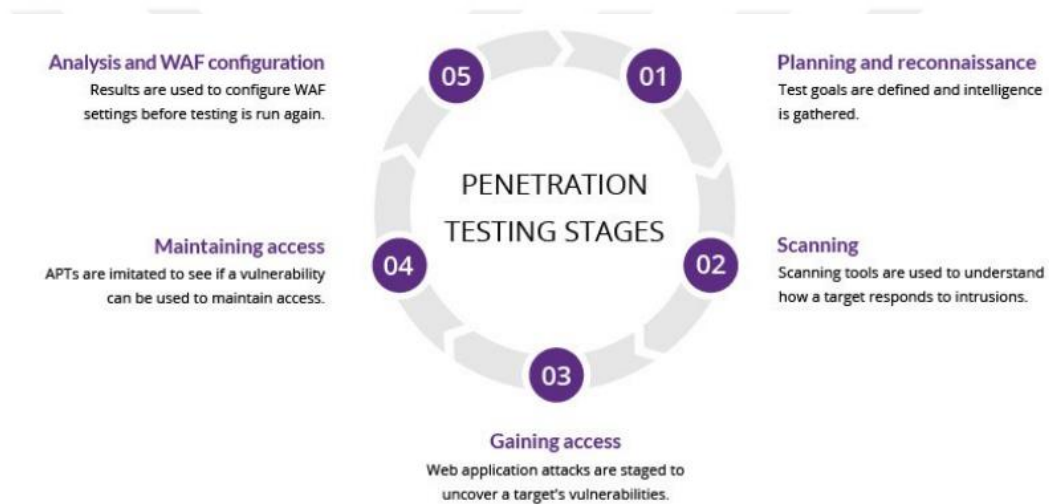 PENETRATION
TESTING STAGES
01
Planning and reconnaissance
Test goals are defined and intelligence
is gathered.
02
Scanning
Scanning tools are used to understand
how a target responds to intrusions.
03
Gaining access
Web application attacks are staged to
uncover a target's vulnerabilities.
04
Maintaining access
APTs are imitated to see if a vulnerability
can be used to maintain access.
05
Analysis and WAF configuration
Results are used to configure WAF
settings before testing is run again.